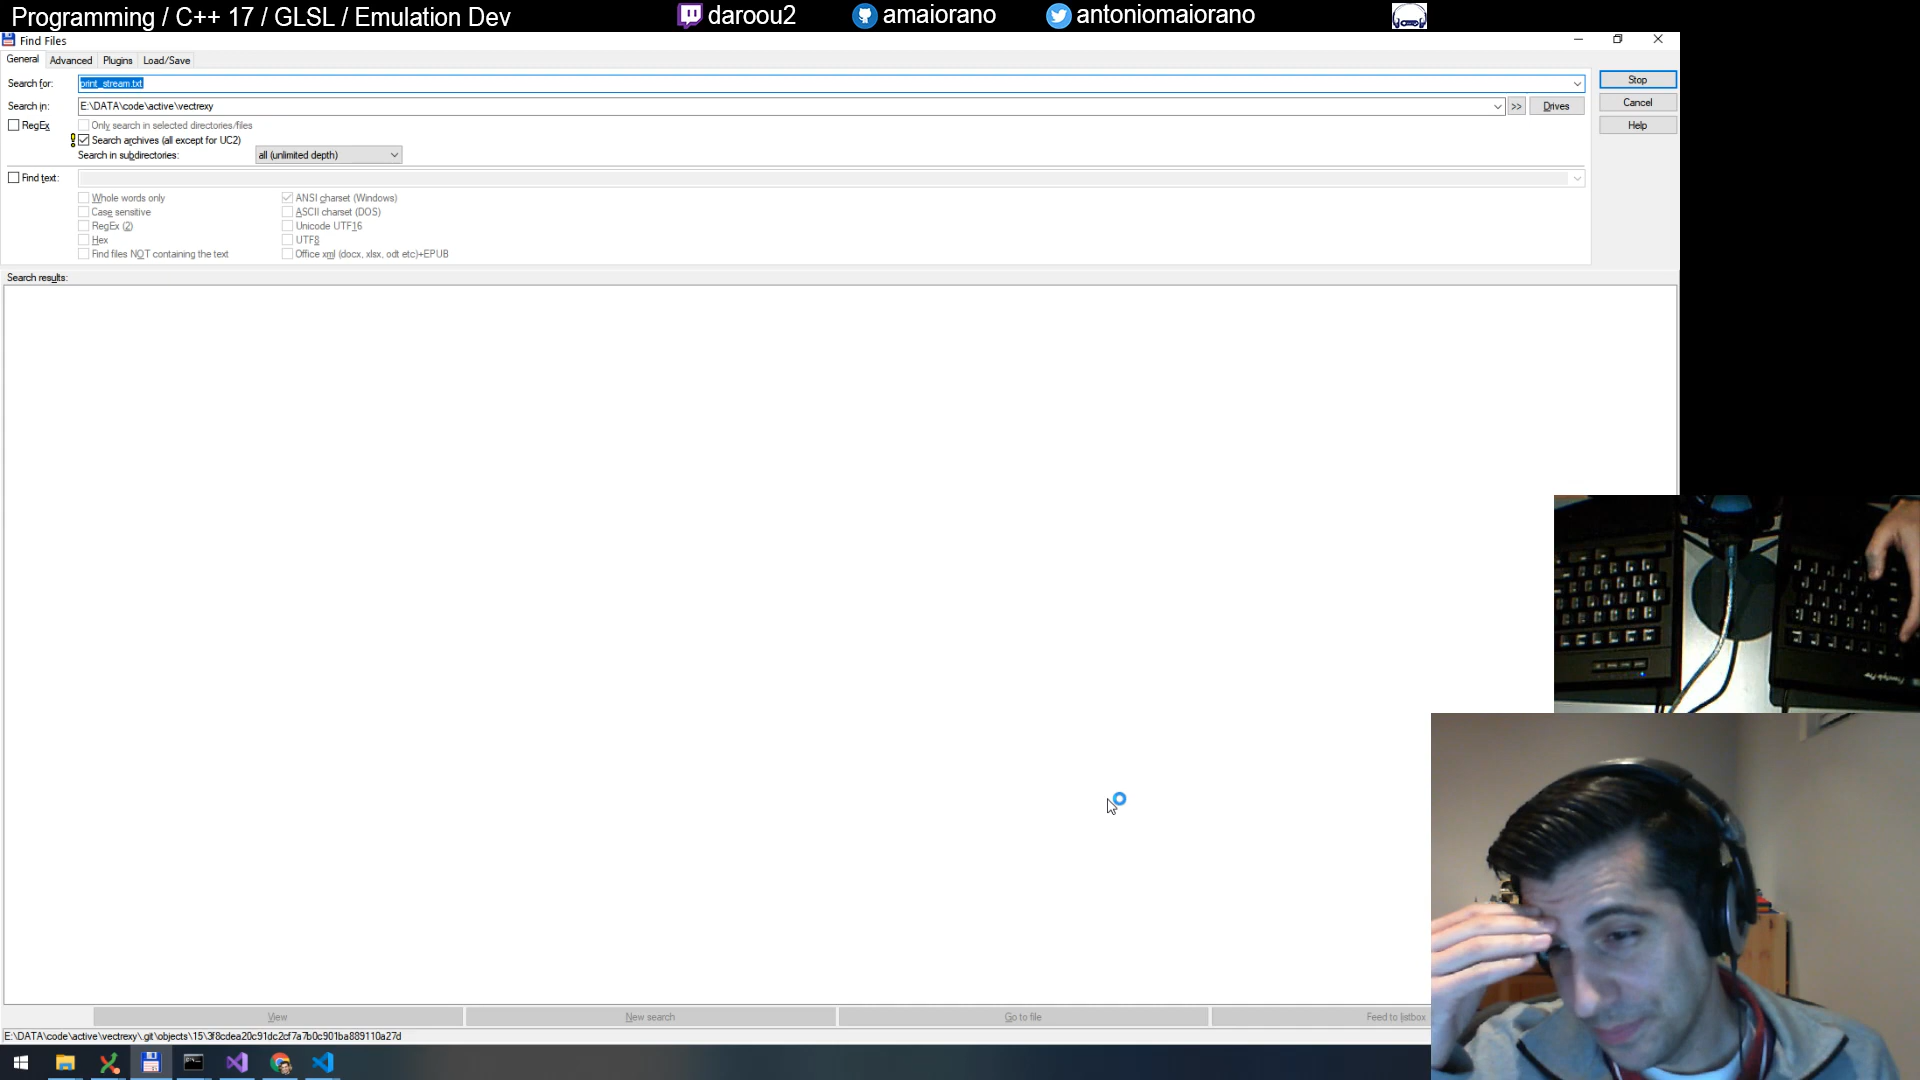 Programming / C++ 17 / GLSL / Emulation Dev
daroou2
amaiorano
antoniomaiorano
Find Files
General
Advanced
Plugins
Load/Save
Search for:
print_stream.txt
Stop
Search in:
E:\DATA\code\active\vectrexy
>>
Drives
Cancel
RegEx
Only search in selected directories/files
Help
Search archives (all except for UC2)
Search in subdirectories:
all (unlimited depth)
Find text:
Whole words only
ANSI charset (Windows)
Case sensitive
ASCII charset (DOS)
RegEx (2)
Unicode UTF16
Hex
UTF8
Find files NOT containing the text
Office xml (docx, xlsx, odt etc)+EPUB
Search results:
View
New search
Go to file
Feed to listbox
E:\DATA\code\active\vectrexy\.git\objects\15\3f8cdea20c91dc2cf7a7b0c901ba889110a27d